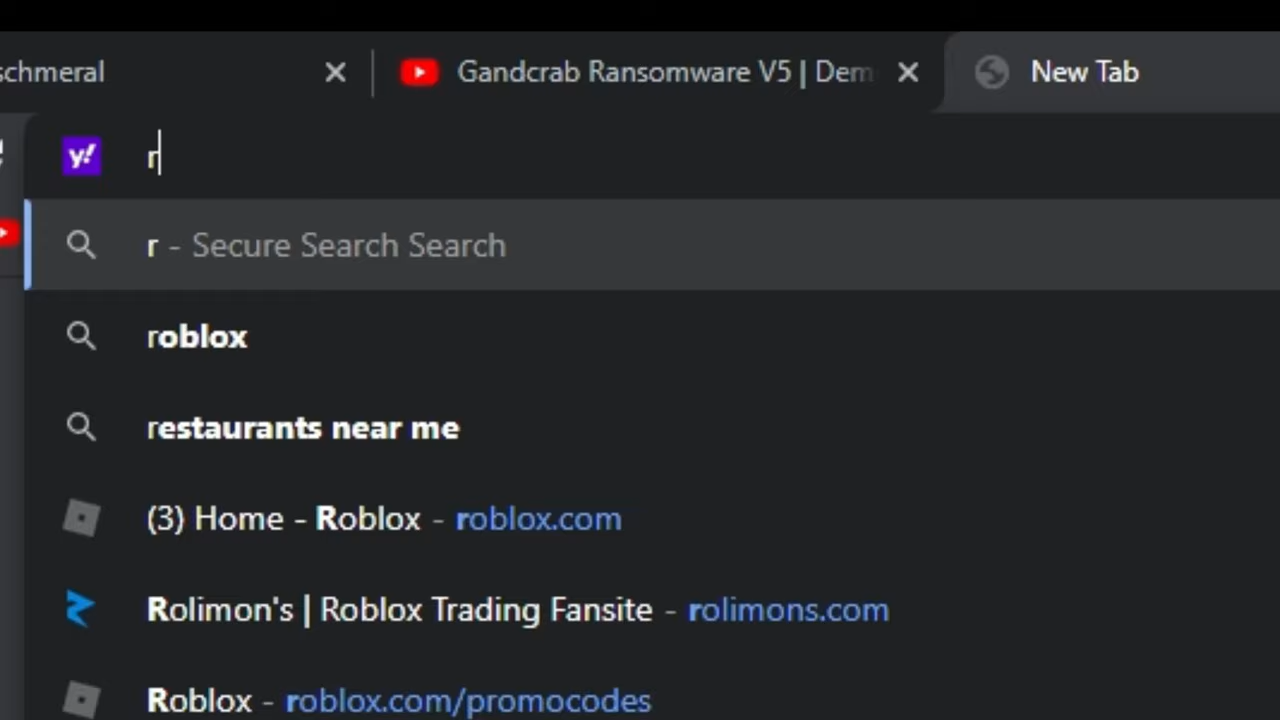 schmeral
Gandcrab Ransomware V5 | Dem
New Tab
y!
r
r - Secure Search Search
roblox
restaurants near me
(3) Home - Roblox - roblox.com
Rolimon's | Roblox Trading Fansite - rolimons.com
Roblox - roblox.com/promocodes